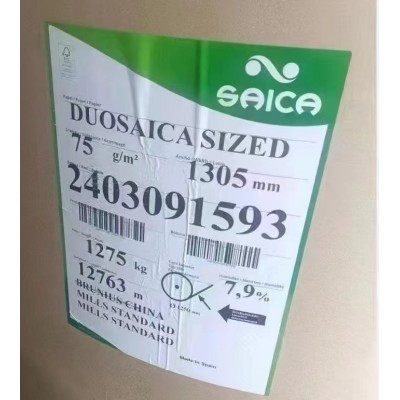 SAICA
DUOSAICA SIZED
75 g/m²
1305 mm
2403091593
1275 kg
12763 m
7,9%
BRUNIUS CHINA
MILLS STANDARD
MILLS STANDARD
Made in Spain